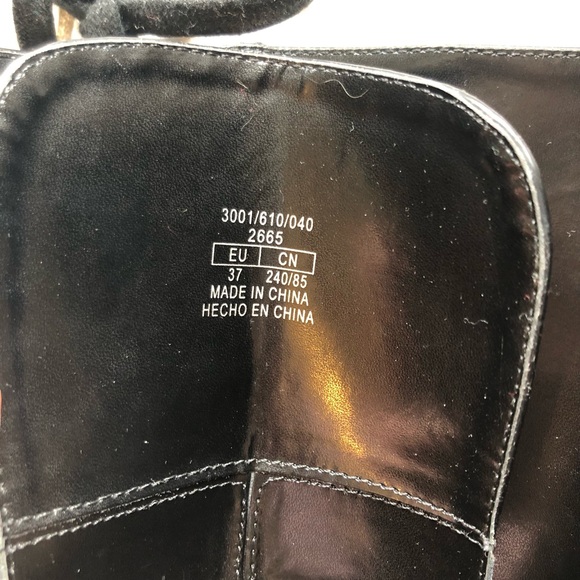 3001/610/040
2665
EU CN
37 240/85
MADE IN CHINA
HECHO EN CHINA